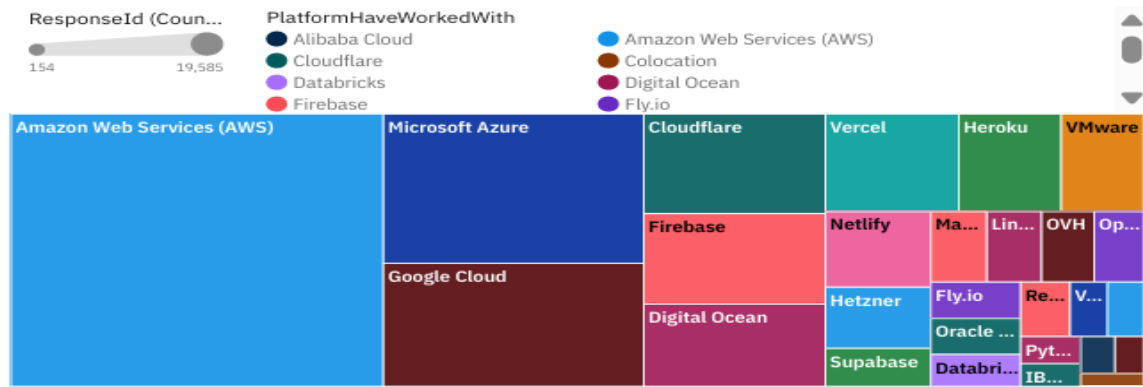 ResponseId (Coun...
154
19,585
PlatformHaveWorkedWith
Alibaba Cloud
Amazon Web Services (AWS)
Cloudflare
Colocation
Databricks
Digital Ocean
Firebase
Fly.io
Amazon Web Services (AWS)
Microsoft Azure
Cloudflare
Vercel
Heroku
VMware
Firebase
Netlify
Ma...
Lin...
OVH
Op...
Google Cloud
Hetzner
Fly.io
Re...
V...
Digital Ocean
Oracle ...
Supabase
Pyt...
Databri...
IB...